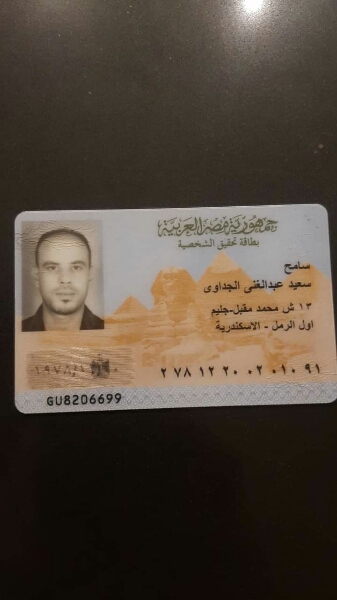 جمهورية مصر العربية
بطاقة تحقيق الشخصية
سامح
سعيد عبدالغنى الجداوى
١٣ ش محمد مقبل-جليم
اول الرمل - الاسكندرية
٢٧٨١٢٢٠٠٢٠١٠٩١
GU8206699